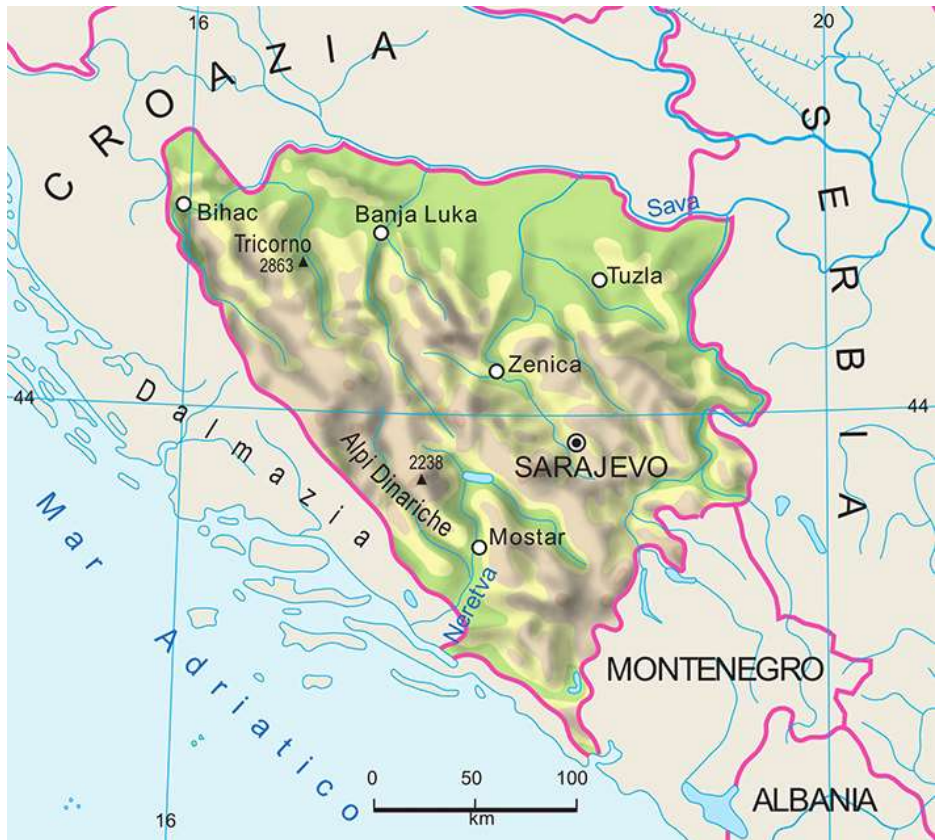 16
20
CROAZIA
SERBIA
Sava
Bihac
Banja Luka
Tricorno
2863
Tuzla
Zenica
44
44
Dalmazia
SARAJEVO
2238
Alpi Dinariche
Mostar
Neretva
Mar Adriatico
MONTENEGRO
ALBANIA
0 60 100
km
16